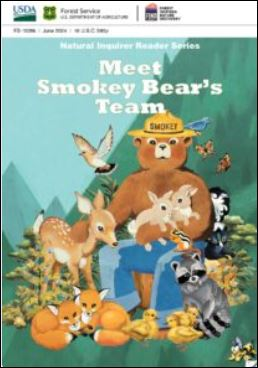 USDA
Forest Service
U.S. DEPARTMENT OF AGRICULTURE
Natural Inquirer Reader Series
Meet
Smokey Bear's
Team
SMOKEY